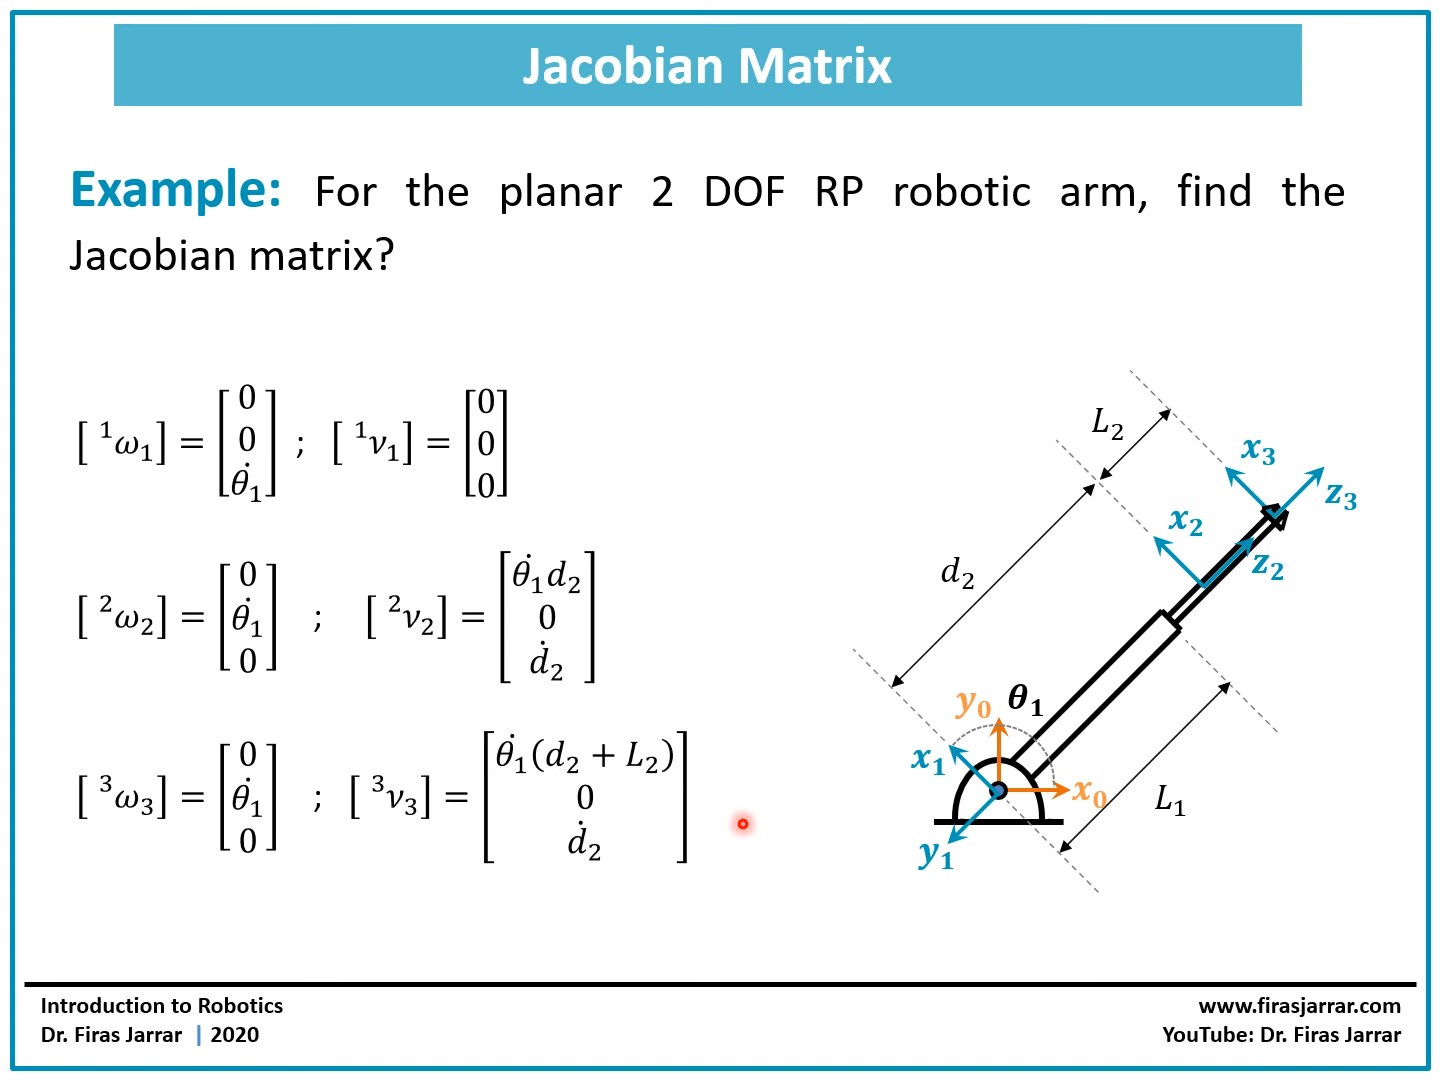 Jacobian Matrix
Example: For the planar 2 DOF RP robotic arm, find the
Jacobian matrix?
[ ¹ω₁] = [0 0 θ̇₁] ; [ ¹ν₁] = [0 0 0]
[ ²ω₂] = [0 θ̇₁ 0] ; [ ²ν₂] = [θ̇₁d₂ 0 ḋ₂]
[ ³ω₃] = [0 θ̇₁ 0] ; [ ³ν₃] = [θ̇₁(d₂ + L₂) 0 ḋ₂]
L₂
x₃
z₃
x₂
z₂
d₂
y₀ θ₁
x₁
x₀
L₁
y₁
Introduction to Robotics
Dr. Firas Jarrar | 2020
www.firasjarrar.com
YouTube: Dr. Firas Jarrar